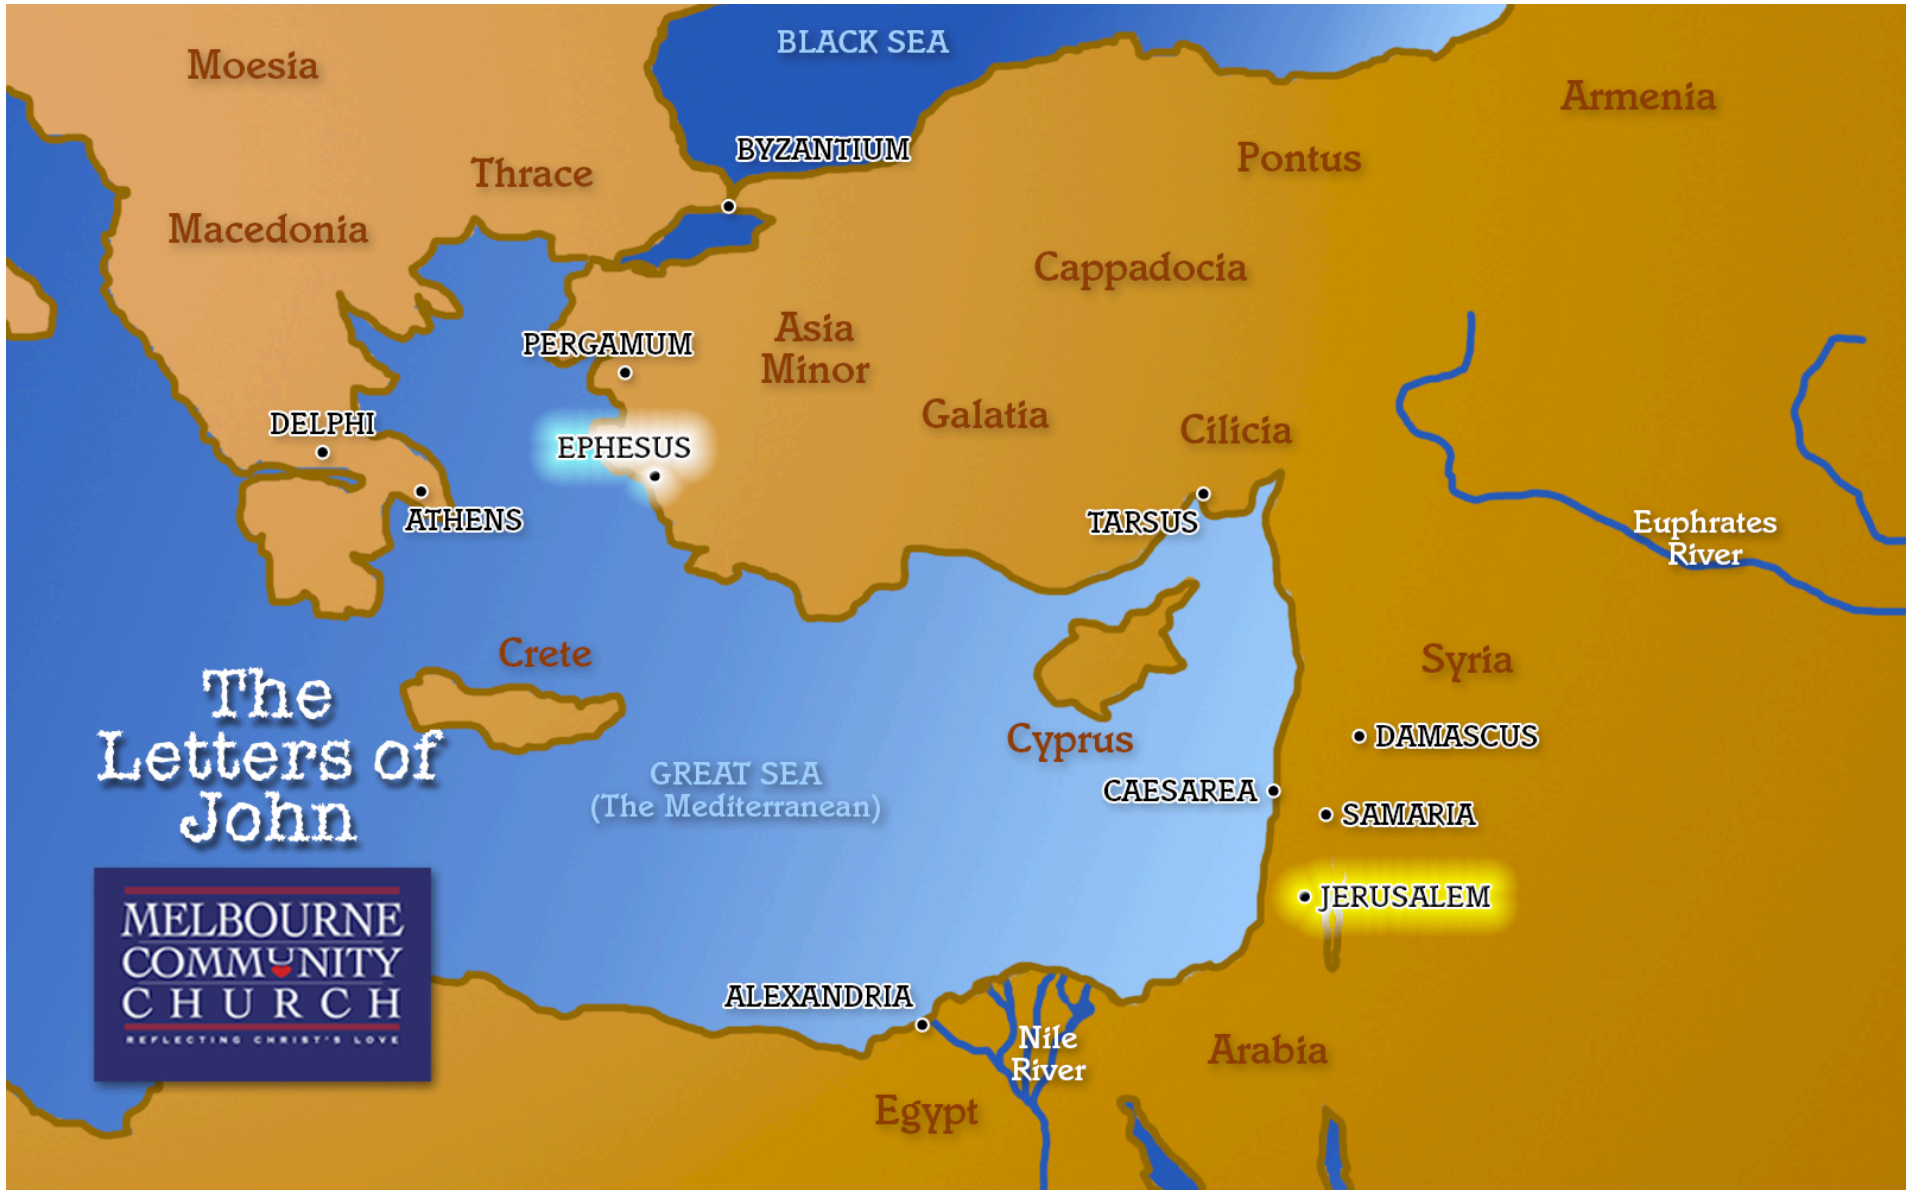 BLACK SEA
Moesia
Armenia
BYZANTIUM
Pontus
Thrace
Macedonia
Cappadocia
Asia
Minor
PERGAMUM
Galatia
DELPHI
Cilicia
EPHESUS
ATHENS
TARSUS
Euphrates
River
Crete
Syria
The
Letters of
John
Cyprus
DAMASCUS
GREAT SEA
(The Mediterranean)
CAESAREA
SAMARIA
JERUSALEM
MELBOURNE
COMMUNITY
CHURCH
REFLECTING CHRIST'S LOVE
ALEXANDRIA
Nile
River
Arabia
Egypt